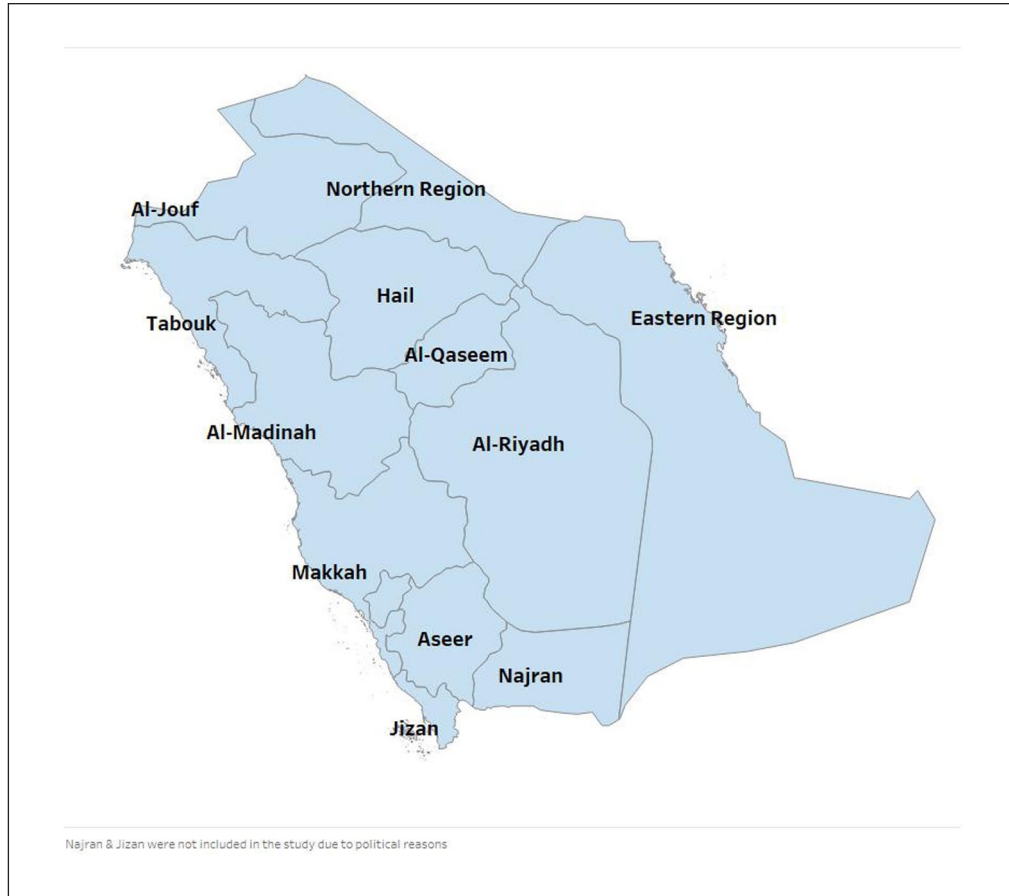 Northern Region
Al-Jouf
Hail
Eastern Region
Tabouk
Al-Qaseem
Al-Madinah
Al-Riyadh
Makkah
Aseer
Najran
Jizan
Najran & Jizan were not included in the study due to political reasons